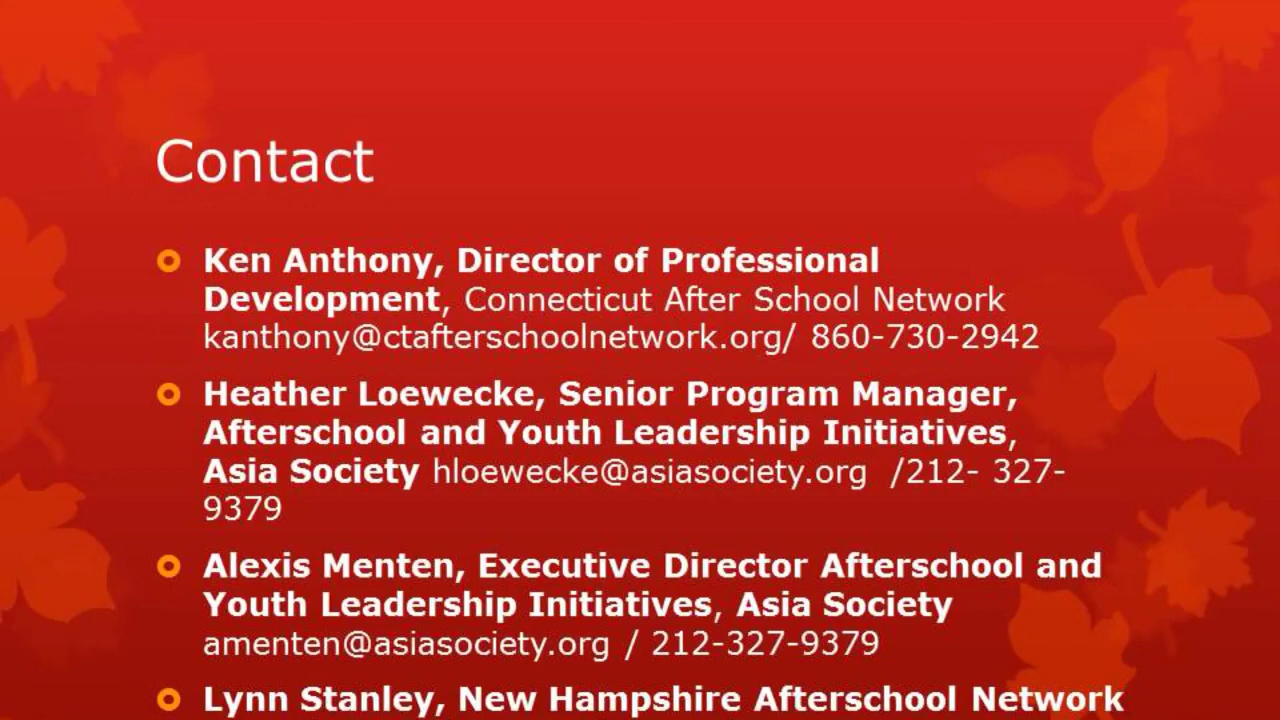 Contact
Ken Anthony, Director of Professional
Development, Connecticut After School Network
kanthony@ctafterschoolnetwork.org/ 860-730-2942
Heather Loewecke, Senior Program Manager,
Afterschool and Youth Leadership Initiatives,
Asia Society hloewecke@asiasociety.org /212- 327-
9379
Alexis Menten, Executive Director Afterschool and
Youth Leadership Initiatives, Asia Society
amenten@asiasociety.org / 212-327-9379
Lynn Stanley, New Hampshire Afterschool Network